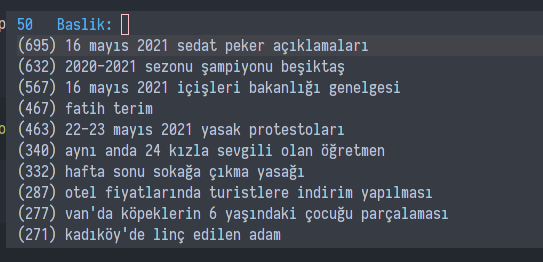 p 50 Baslik:
(695) 16 mayıs 2021 sedat peker açıklamaları
(632) 2020-2021 sezonu şampiyonu beşiktaş
(567) 16 mayıs 2021 içişleri bakanlığı genelgesi
(467) fatih terim
o (463) 22-23 mayıs 2021 yasak protestoları
(340) aynı anda 24 kızla sevgili olan öğretmen
(332) hafta sonu sokağa çıkma yasağı
(287) otel fiyatlarında turistlere indirim yapılması
(277) van'da köpeklerin 6 yaşındaki çocuğu parçalaması
(271) kadıköy'de linç edilen adam